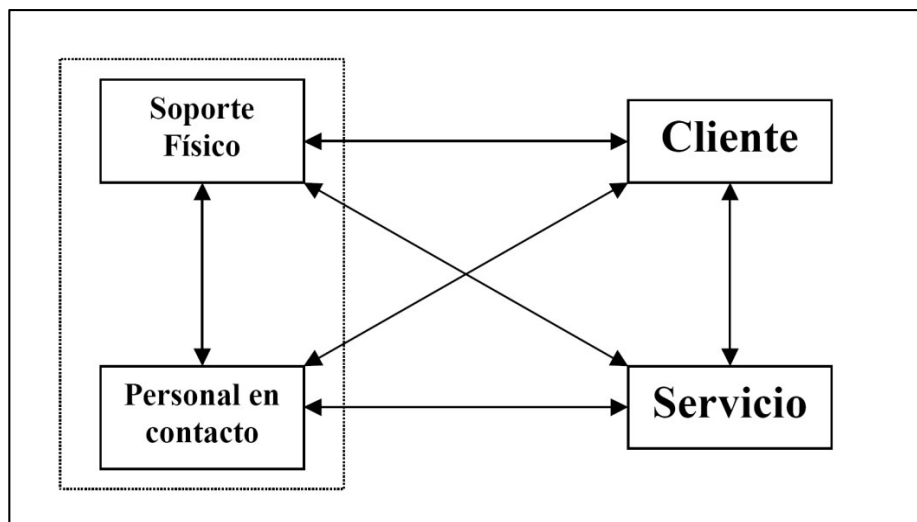 Soporte
Físico
Cliente
Personal en
contacto
Servicio